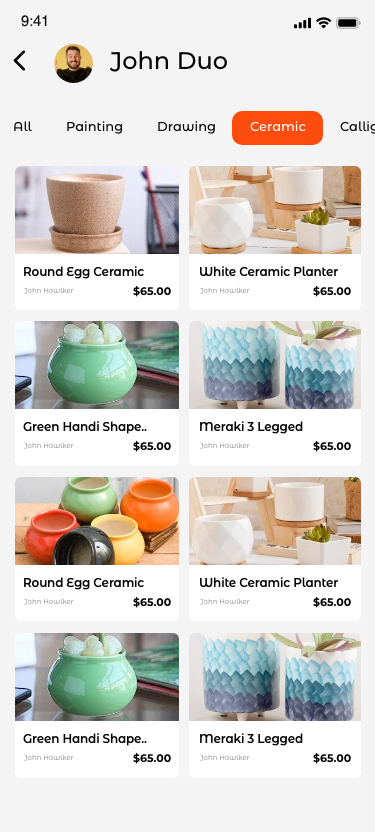 9:41
John Duo
All Painting Drawing Ceramic Callig
Round Egg Ceramic White Ceramic Planter
John Howlker $65.00 John Howlker $65.00
Green Handi Shape.. Meraki 3 Legged
John Howlker $65.00 John Howlker $65.00
Round Egg Ceramic White Ceramic Planter
John Howlker $65.00 John Howlker $65.00
Green Handi Shape.. Meraki 3 Legged
John Howlker $65.00 John Howlker $65.00